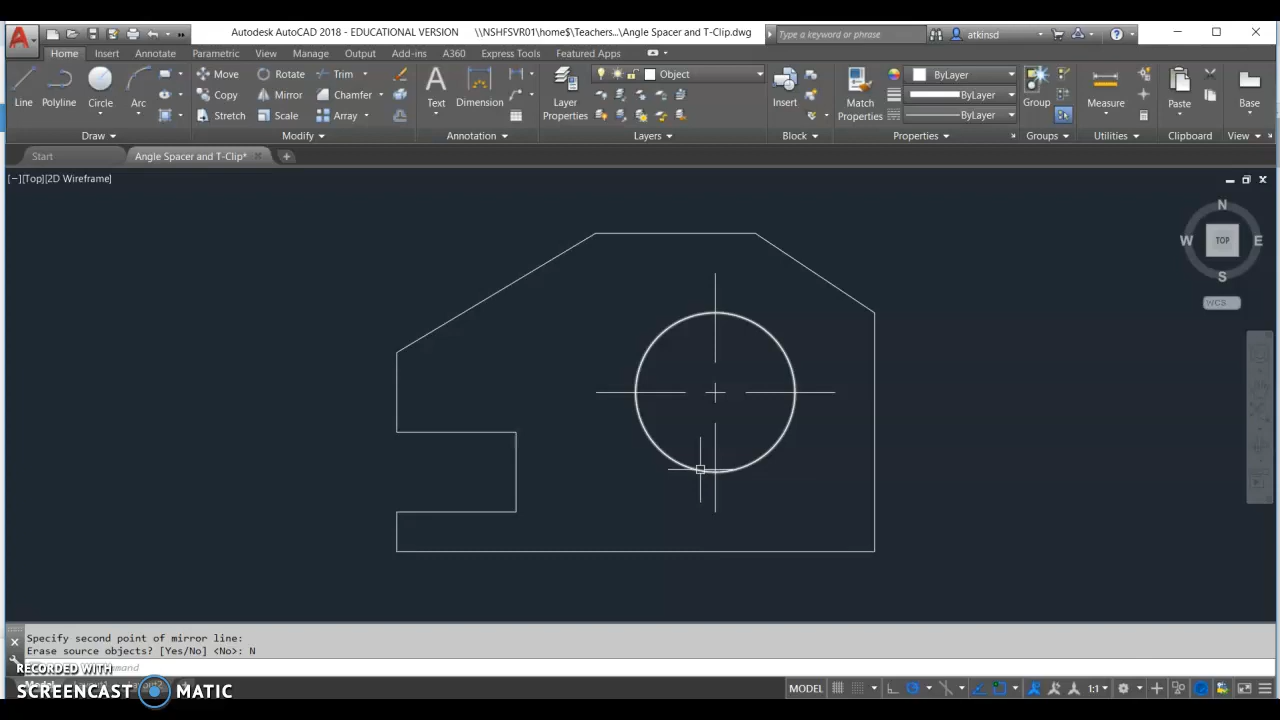 Autodesk AutoCAD 2018 - EDUCATIONAL VERSION \\NSHFSVR01\home$\Teachers...\Angle Spacer and T-Clip.dwg
Type a keyword or phrase
atkinsd
Home Insert Annotate Parametric View Manage Output Add-ins A360 Express Tools Featured Apps
Move Rotate Trim Object ByLayer
Copy Mirror Chamfer ByLayer
Line Polyline Circle Arc Text Dimension Layer Properties Insert Match Properties Group Measure Paste Base
Stretch Scale Array ByLayer
Draw Modify Annotation Layers Block Properties Groups Utilities Clipboard View
Start Angle Spacer and T-Clip*
[−][Top][2D Wireframe]
N
W TOP E
S
WCS
Specify second point of mirror line:
Erase source objects? [Yes/No] <No>: N
RECORDED WITH
SCREENCAST MATIC
MODEL 1:1